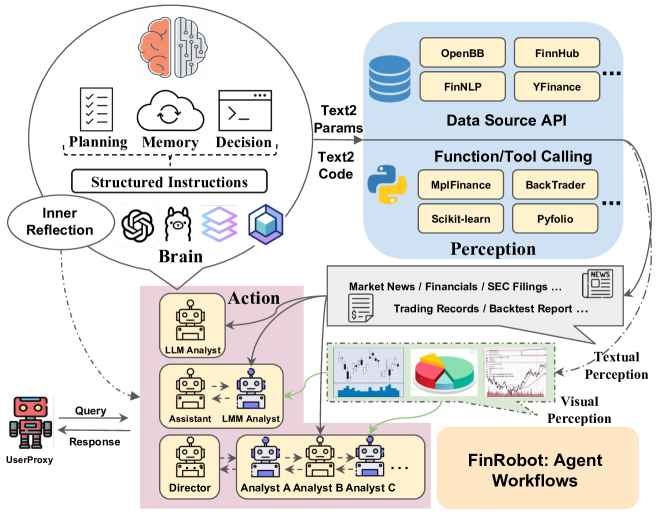 Planning
Memory
Decision
Structured Instructions
Inner
Reflection
Brain
Text2
Params
Text2
Code
OpenBB
FinnHub
FinNLP
YFinance
...
Data Source API
Function/Tool Calling
MplFinance
BackTrader
Scikit-learn
Pyfolio
...
Perception
Market News / Financials / SEC Filings ...
NEWS
Trading Records / Backtest Report ...
Textual
Perception
Visual
Perception
Action
LLM Analyst
Assistant
LMM Analyst
Director
Analyst A
Analyst B
Analyst C
...
Query
Response
UserProxy
FinRobot: Agent
Workflows